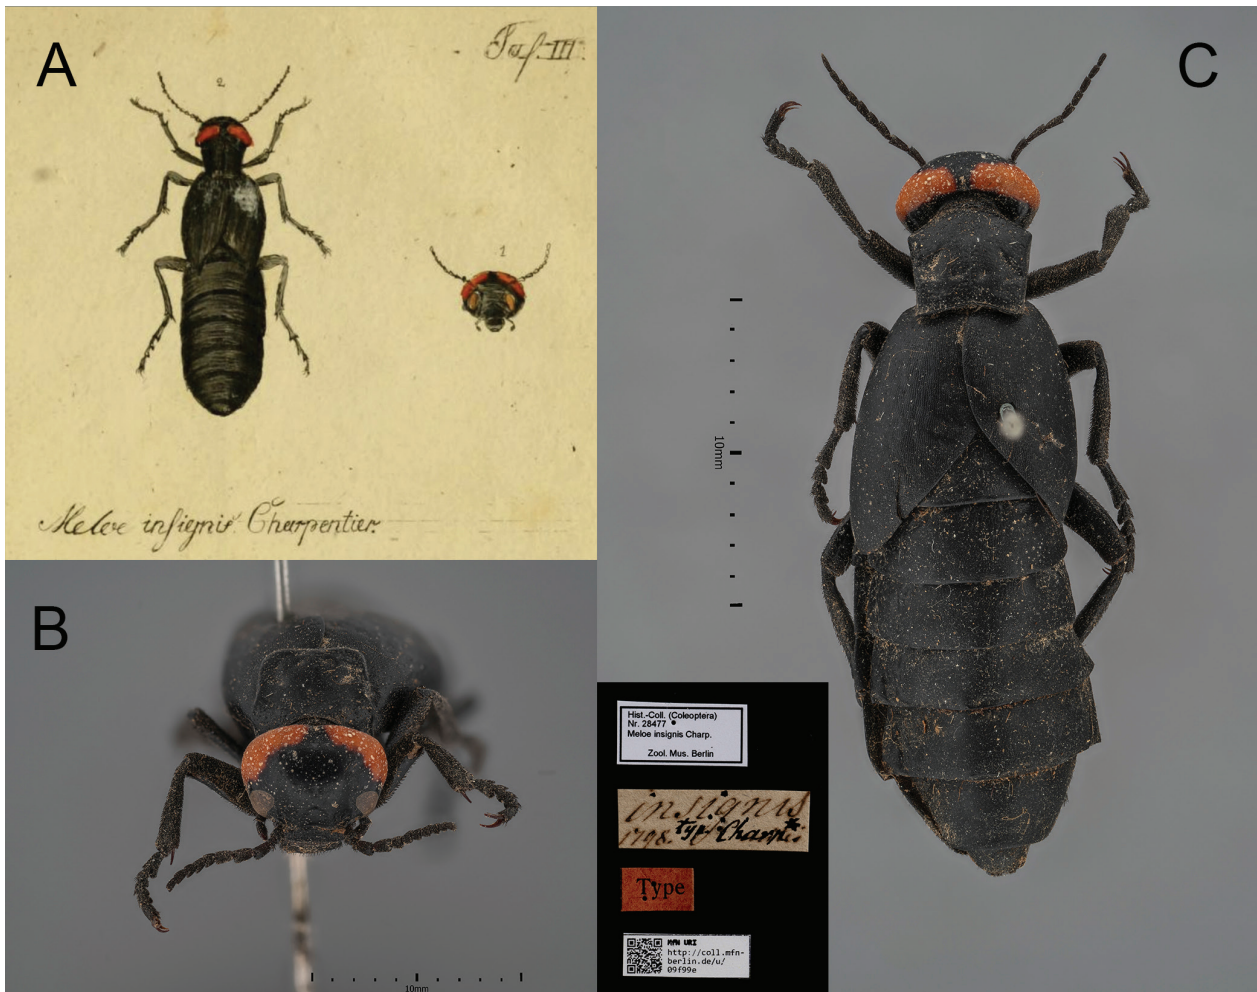 A
Taf. III.
2
1
Meloe insignis Charpentier.
B
10mm
C
10mm
Hist.-Coll. (Coleoptera)
Nr. 28477
Meloe insignis Charp.
Zool. Mus. Berlin
insignis
1798. typ. *
Type
MfN URI
http://coll.mfn-
berlin.de/u/
09f99e